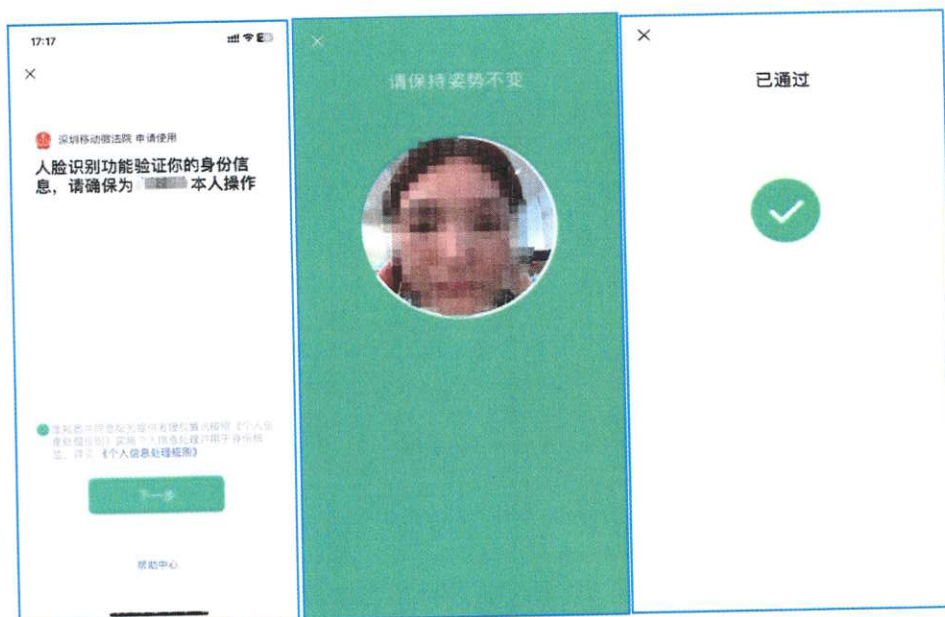 17:17
深圳移动微法院 申请使用
人脸识别功能验证你的身份信
息，请确保为 本人操作
《个人信息处理规则》
下一步
帮助中心
请保持姿势不变
已通过